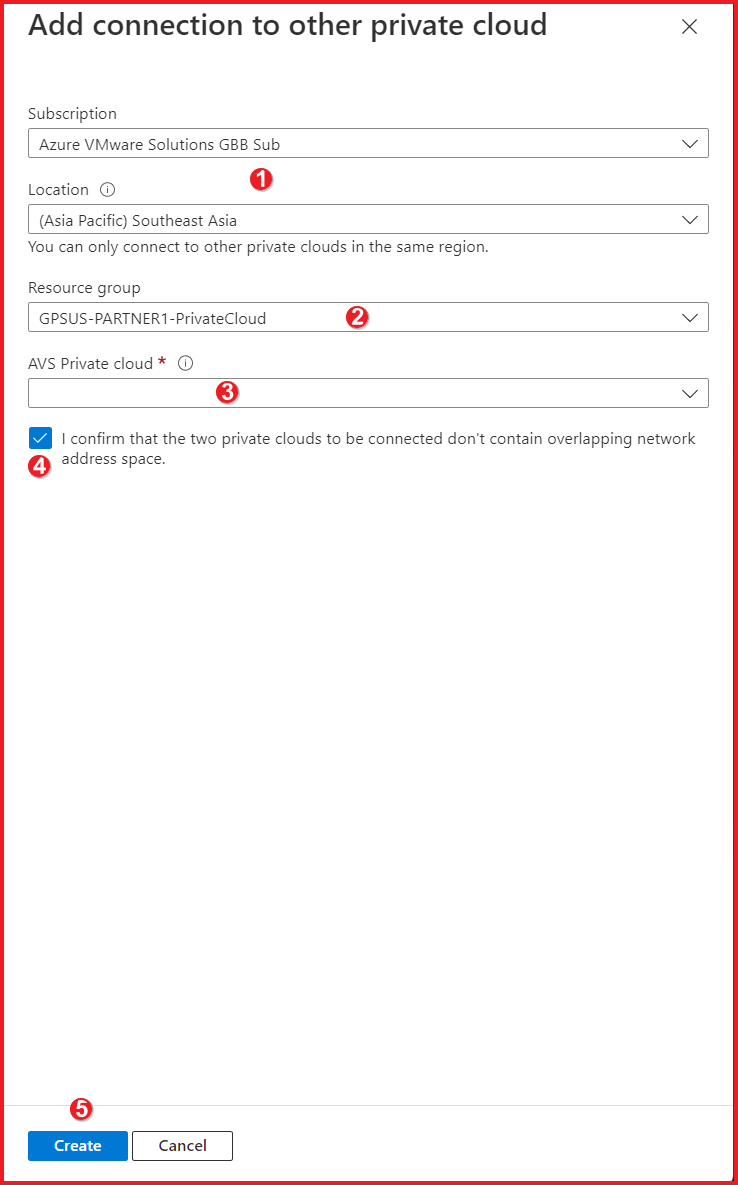 Add connection to other private cloud
Subscription
Azure VMware Solutions GBB Sub
1
Location
(Asia Pacific) Southeast Asia
You can only connect to other private clouds in the same region.
Resource group
GPSUS-PARTNER1-PrivateCloud 2
AVS Private cloud *
3
I confirm that the two private clouds to be connected don't contain overlapping network
4 address space.
5
Create Cancel